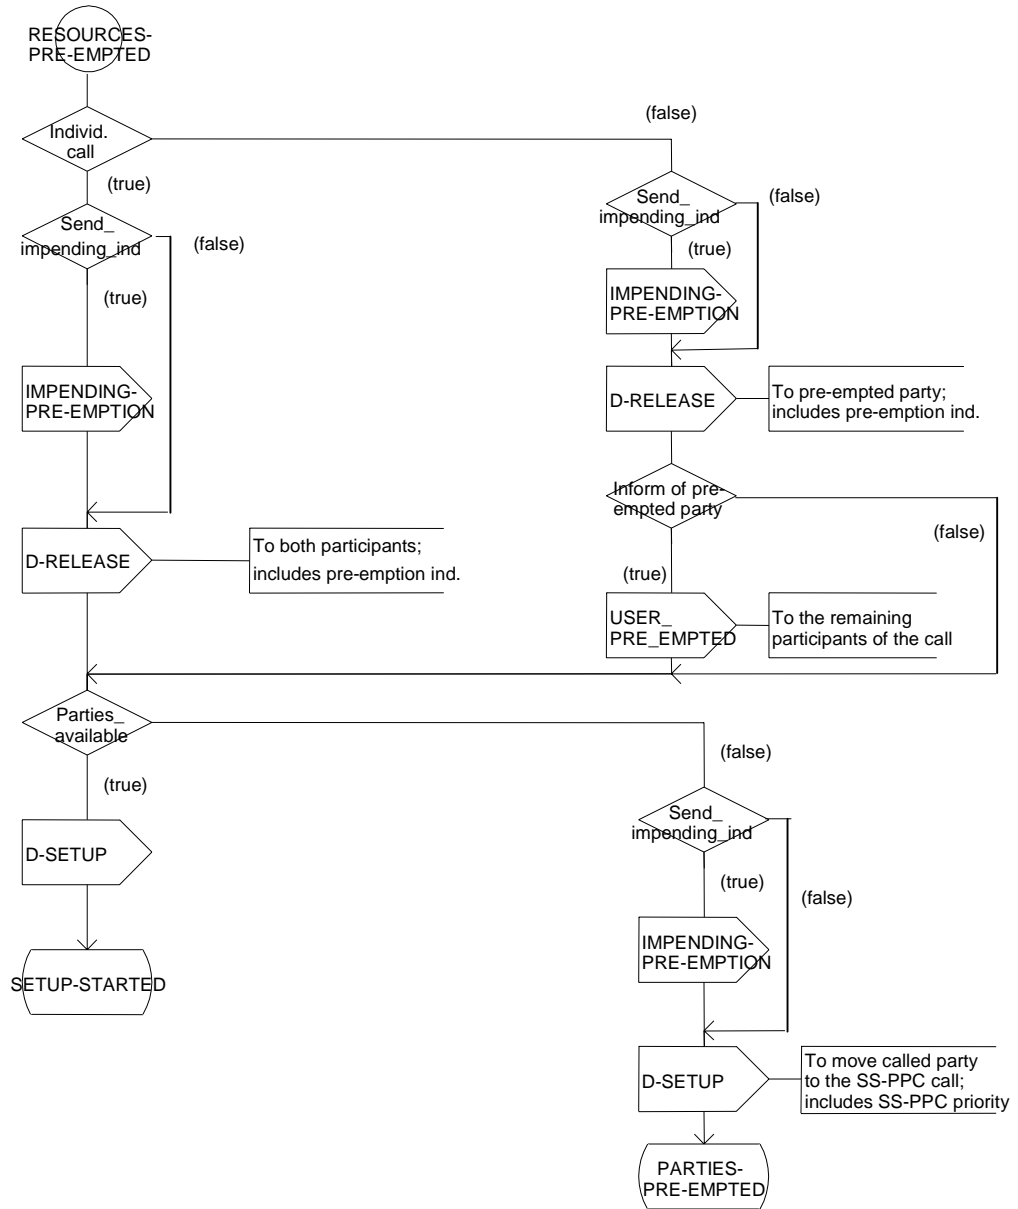 RESOURCES-
PRE-EMPTED
(false)
Individ.
call
(true)
Send_
impending_ind
(false)
(true)
Send_
impending_ind
(false)
(true)
IMPENDING-
PRE-EMPTION
IMPENDING-
PRE-EMPTION
D-RELEASE
To pre-empted party;
includes pre-emption ind.
Inform of pre-
empted party
(false)
D-RELEASE
To both participants;
includes pre-emption ind.
(true)
USER_
PRE_EMPTED
To the remaining
participants of the call
Parties_
available
(false)
(true)
Send_
impending_ind
D-SETUP
(true)
(false)
IMPENDING-
PRE-EMPTION
SETUP-STARTED
D-SETUP
To move called party
to the SS-PPC call;
includes SS-PPC priority
PARTIES-
PRE-EMPTED